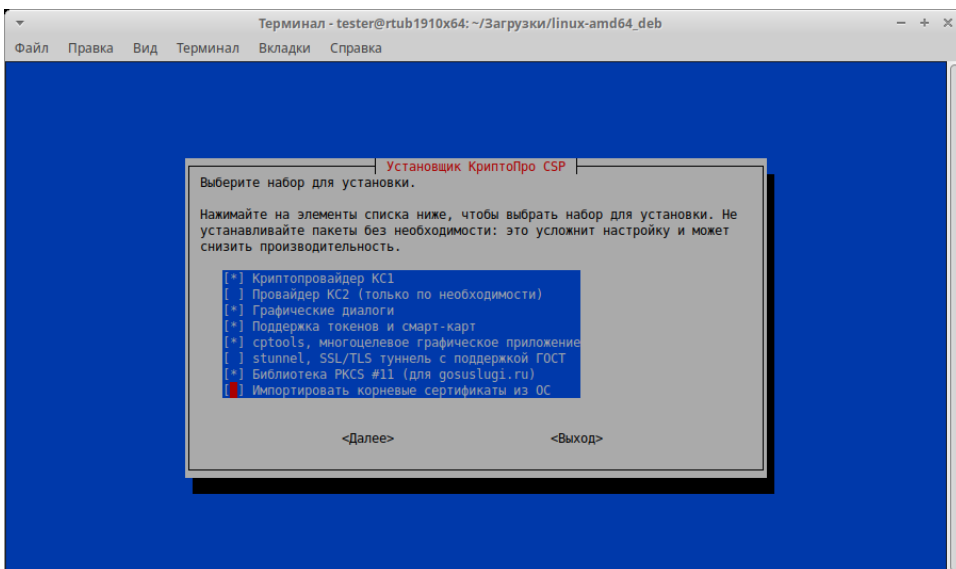 Терминал - tester@rtub1910x64: ~/Загрузки/linux-amd64_deb
Файл Правка Вид Терминал Вкладки Справка
Установщик КриптоПро CSP
Выберите набор для установки.
Нажимайте на элементы списка ниже, чтобы выбрать набор для установки. Не
устанавливайте пакеты без необходимости: это усложнит настройку и может
снизить производительность.
[*] Криптопровайдер КС1
[ ] Провайдер КС2 (только по необходимости)
[*] Графические диалоги
[*] Поддержка токенов и смарт-карт
[*] cptools, многоцелевое графическое приложение
[ ] stunnel, SSL/TLS туннель с поддержкой ГОСТ
[*] Библиотека PKCS #11 (для gosuslugi.ru)
[ ] Импортировать корневые сертификаты из ОС
<Далее> <Выход>